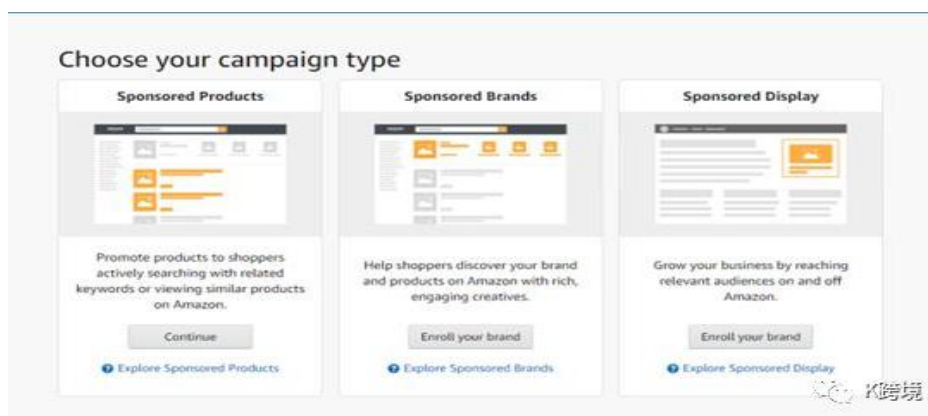 Choose your campaign type
Sponsored Products
Promote products to shoppers
actively searching with related
keywords or viewing similar products
on Amazon.
Continue
Explore Sponsored Products
Sponsored Brands
Help shoppers discover your brand
and products on Amazon with rich,
engaging creatives.
Enroll your brand
Explore Sponsored Brands
Sponsored Display
Grow your business by reaching
relevant audiences on and off
Amazon.
Enroll your brand
Explore Sponsored Display
K跨境